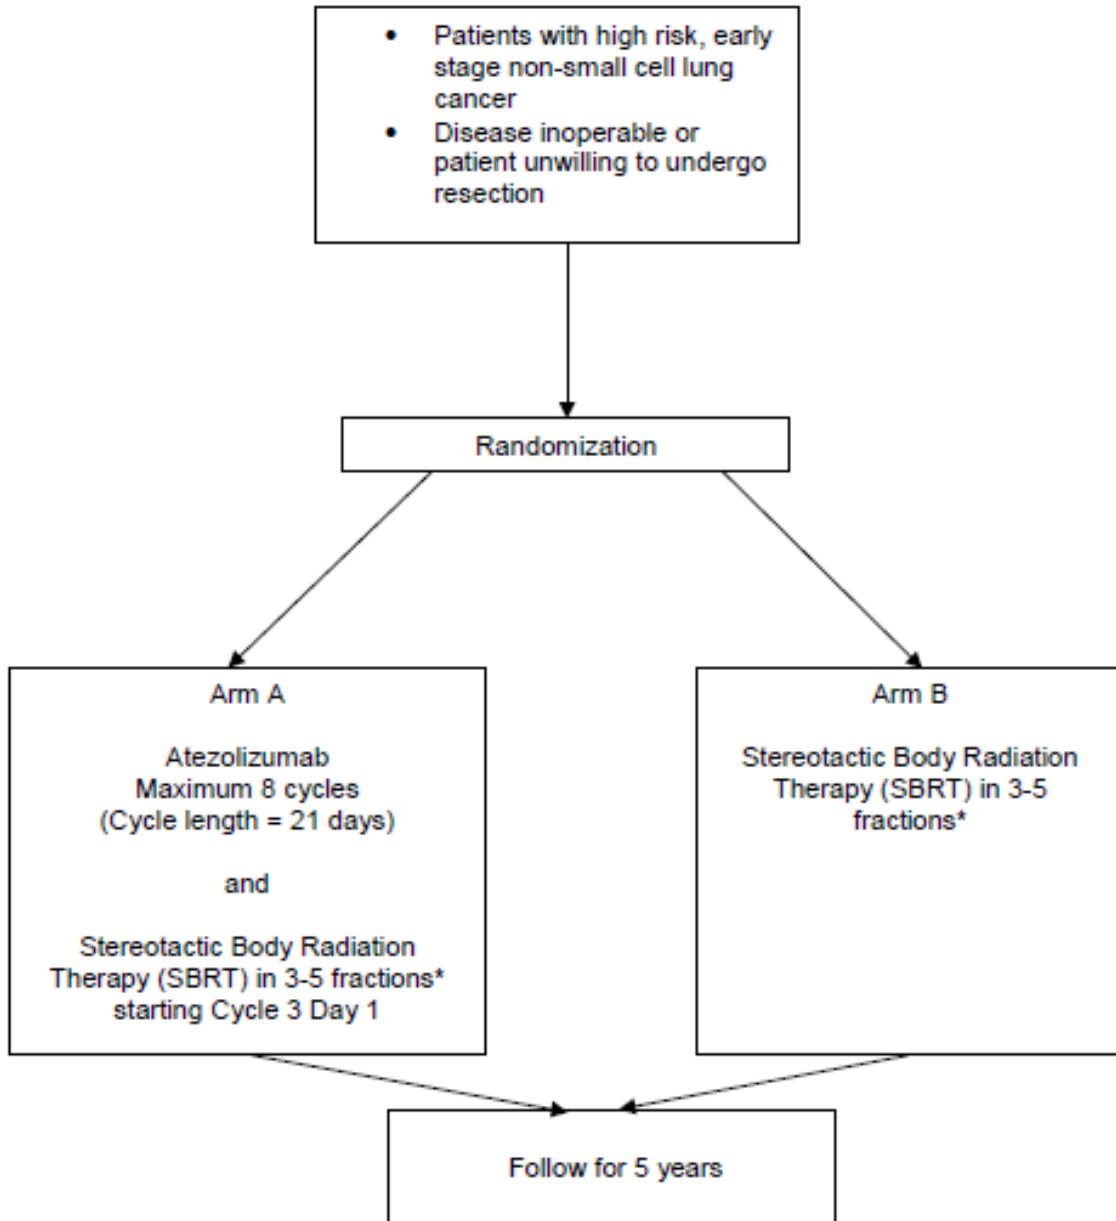 • Patients with high risk, early
stage non-small cell lung
cancer
• Disease inoperable or
patient unwilling to undergo
resection
Randomization
Arm A
Atezolizumab
Maximum 8 cycles
(Cycle length = 21 days)
and
Stereotactic Body Radiation
Therapy (SBRT) in 3-5 fractions*
starting Cycle 3 Day 1
Arm B
Stereotactic Body Radiation
Therapy (SBRT) in 3-5
fractions*
Follow for 5 years